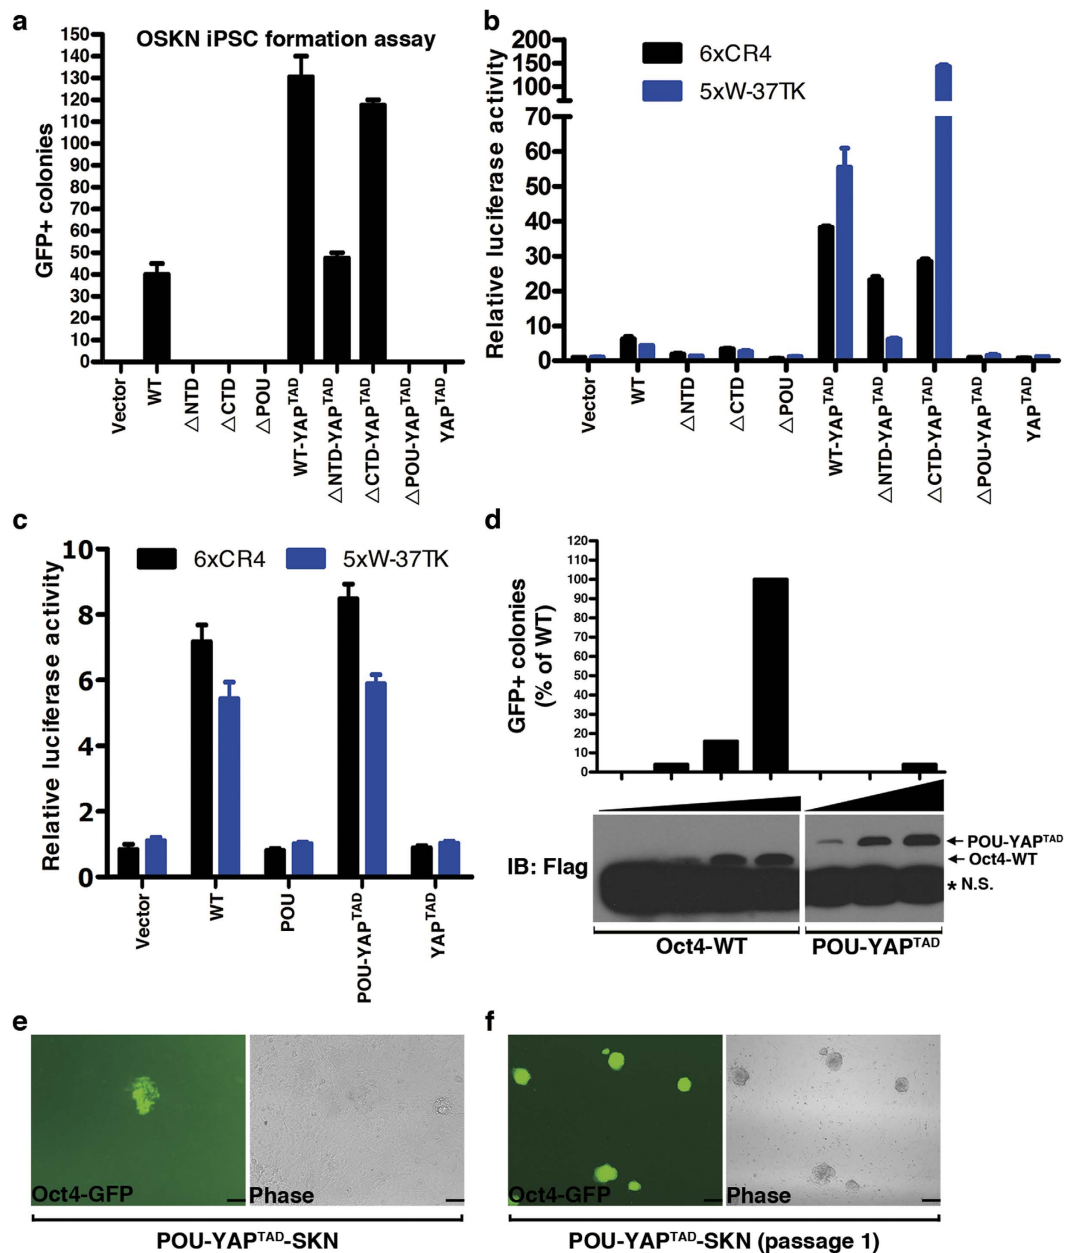 a
OSKN iPSC formation assay
GFP+ colonies
150
140
130
120
110
100
90
80
70
60
50
40
30
20
10
0
Vector
WT
△NTD
△CTD
△POU
WT-YAPTAD
△NTD-YAPTAD
△CTD-YAPTAD
△POU-YAPTAD
YAPTAD
b
6xCR4
5xW-37TK
Relative luciferase activity
200
150
100
70
60
50
40
30
20
10
0
Vector
WT
△NTD
△CTD
△POU
WT-YAPTAD
△NTD-YAPTAD
△CTD-YAPTAD
△POU-YAPTAD
YAPTAD
c
6xCR4
5xW-37TK
Relative luciferase activity
10
8
6
4
2
0
Vector
WT
POU
POU-YAPTAD
YAPTAD
d
GFP+ colonies
(% of WT)
120
110
100
90
80
70
60
50
40
30
20
10
0
IB: Flag
POU-YAPTAD
Oct4-WT
* N.S.
Oct4-WT
POU-YAPTAD
e
Oct4-GFP
Phase
POU-YAPTAD-SKN
f
Oct4-GFP
Phase
POU-YAPTAD-SKN (passage 1)